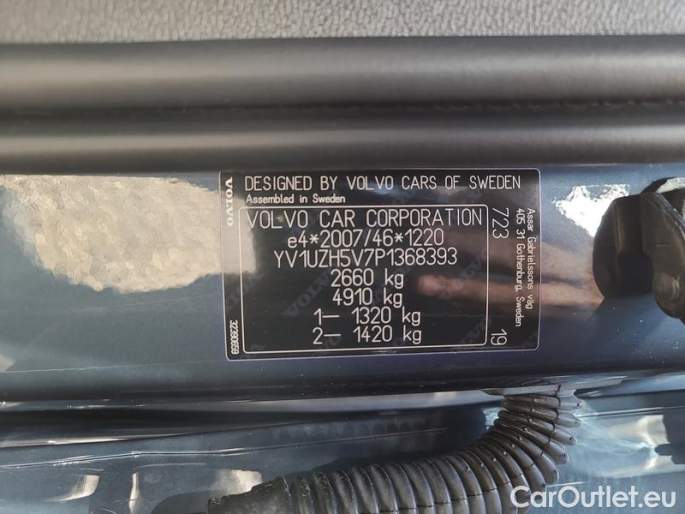 VOLVO
DESIGNED BY VOLVO CARS OF SWEDEN
Assembled in Sweden
VOLVO CAR CORPORATION
e4*2007/46*1220
YV1UZH5V7P1368393
2660 kg
4910 kg
1— 1320 kg
2— 1420 kg
723
19
Assar Gabrielssons väg
405 31 Gothenburg, Sweden
CarOutlet.eu